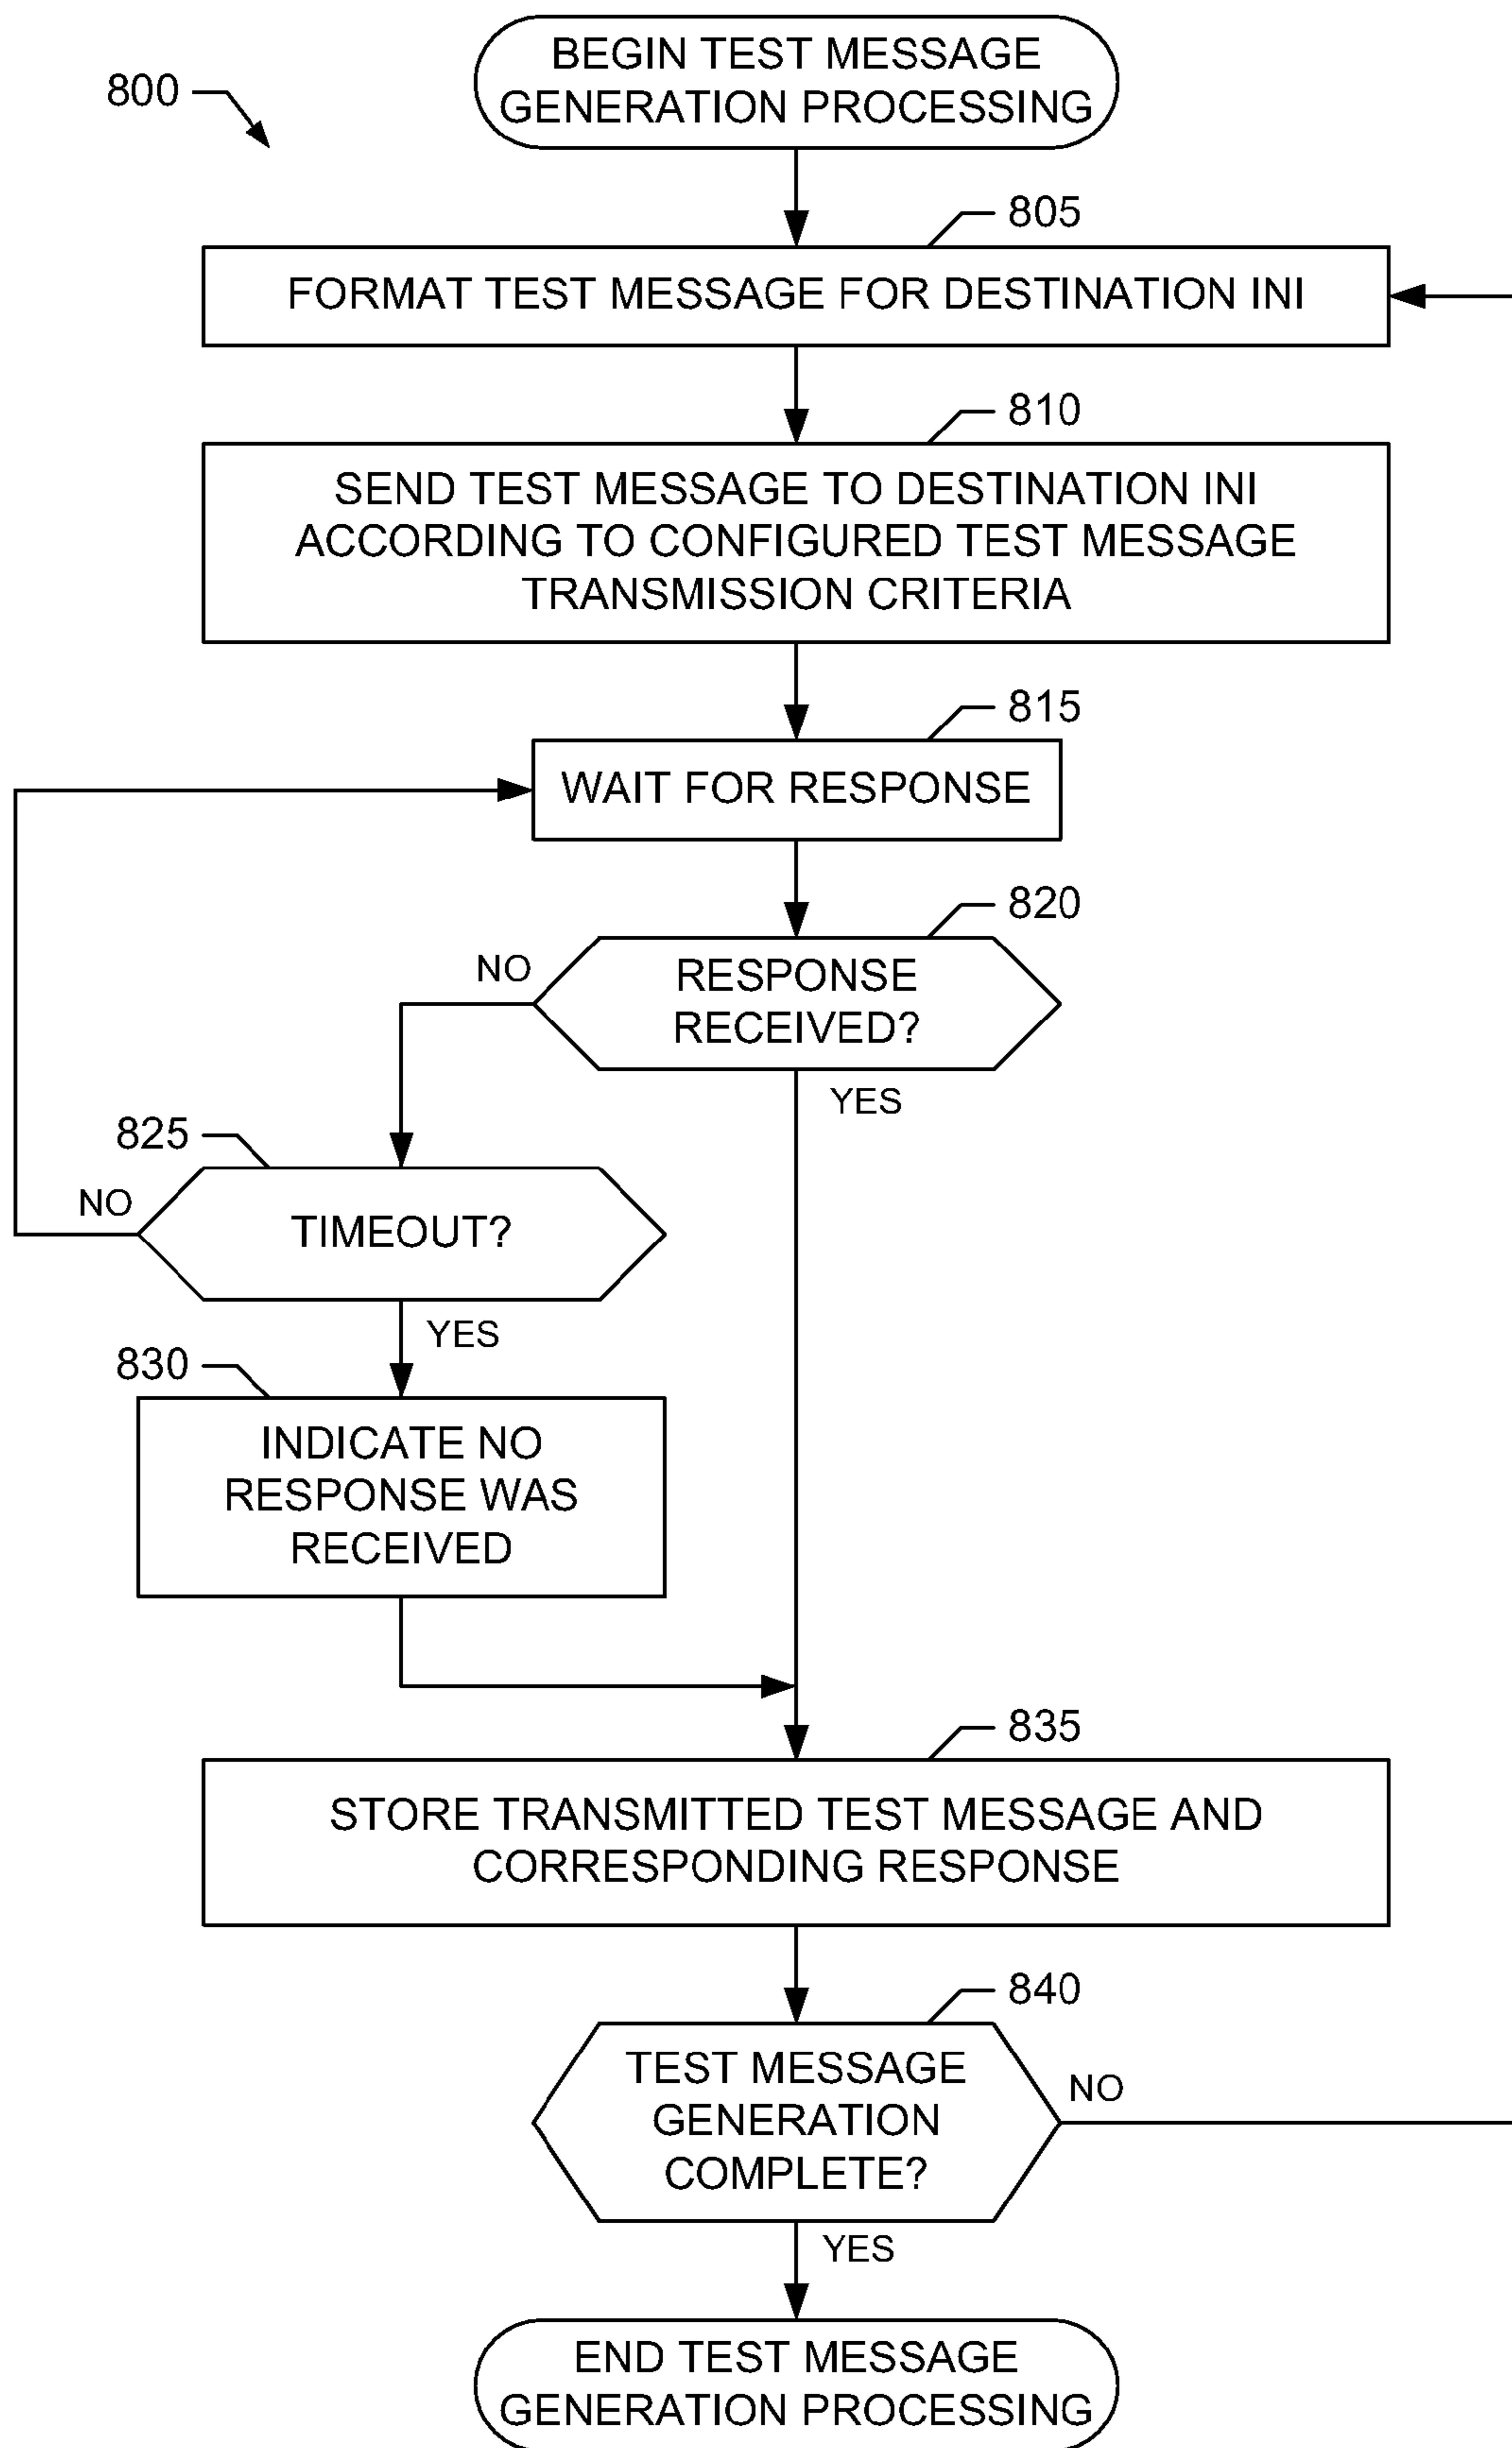 800
BEGIN TEST MESSAGE
GENERATION PROCESSING
805
FORMAT TEST MESSAGE FOR DESTINATION INI
810
SEND TEST MESSAGE TO DESTINATION INI
ACCORDING TO CONFIGURED TEST MESSAGE
TRANSMISSION CRITERIA
815
WAIT FOR RESPONSE
820
RESPONSE
RECEIVED?
NO
YES
825
TIMEOUT?
NO
YES
830
INDICATE NO
RESPONSE WAS
RECEIVED
835
STORE TRANSMITTED TEST MESSAGE AND
CORRESPONDING RESPONSE
840
TEST MESSAGE
GENERATION
COMPLETE?
NO
YES
END TEST MESSAGE
GENERATION PROCESSING